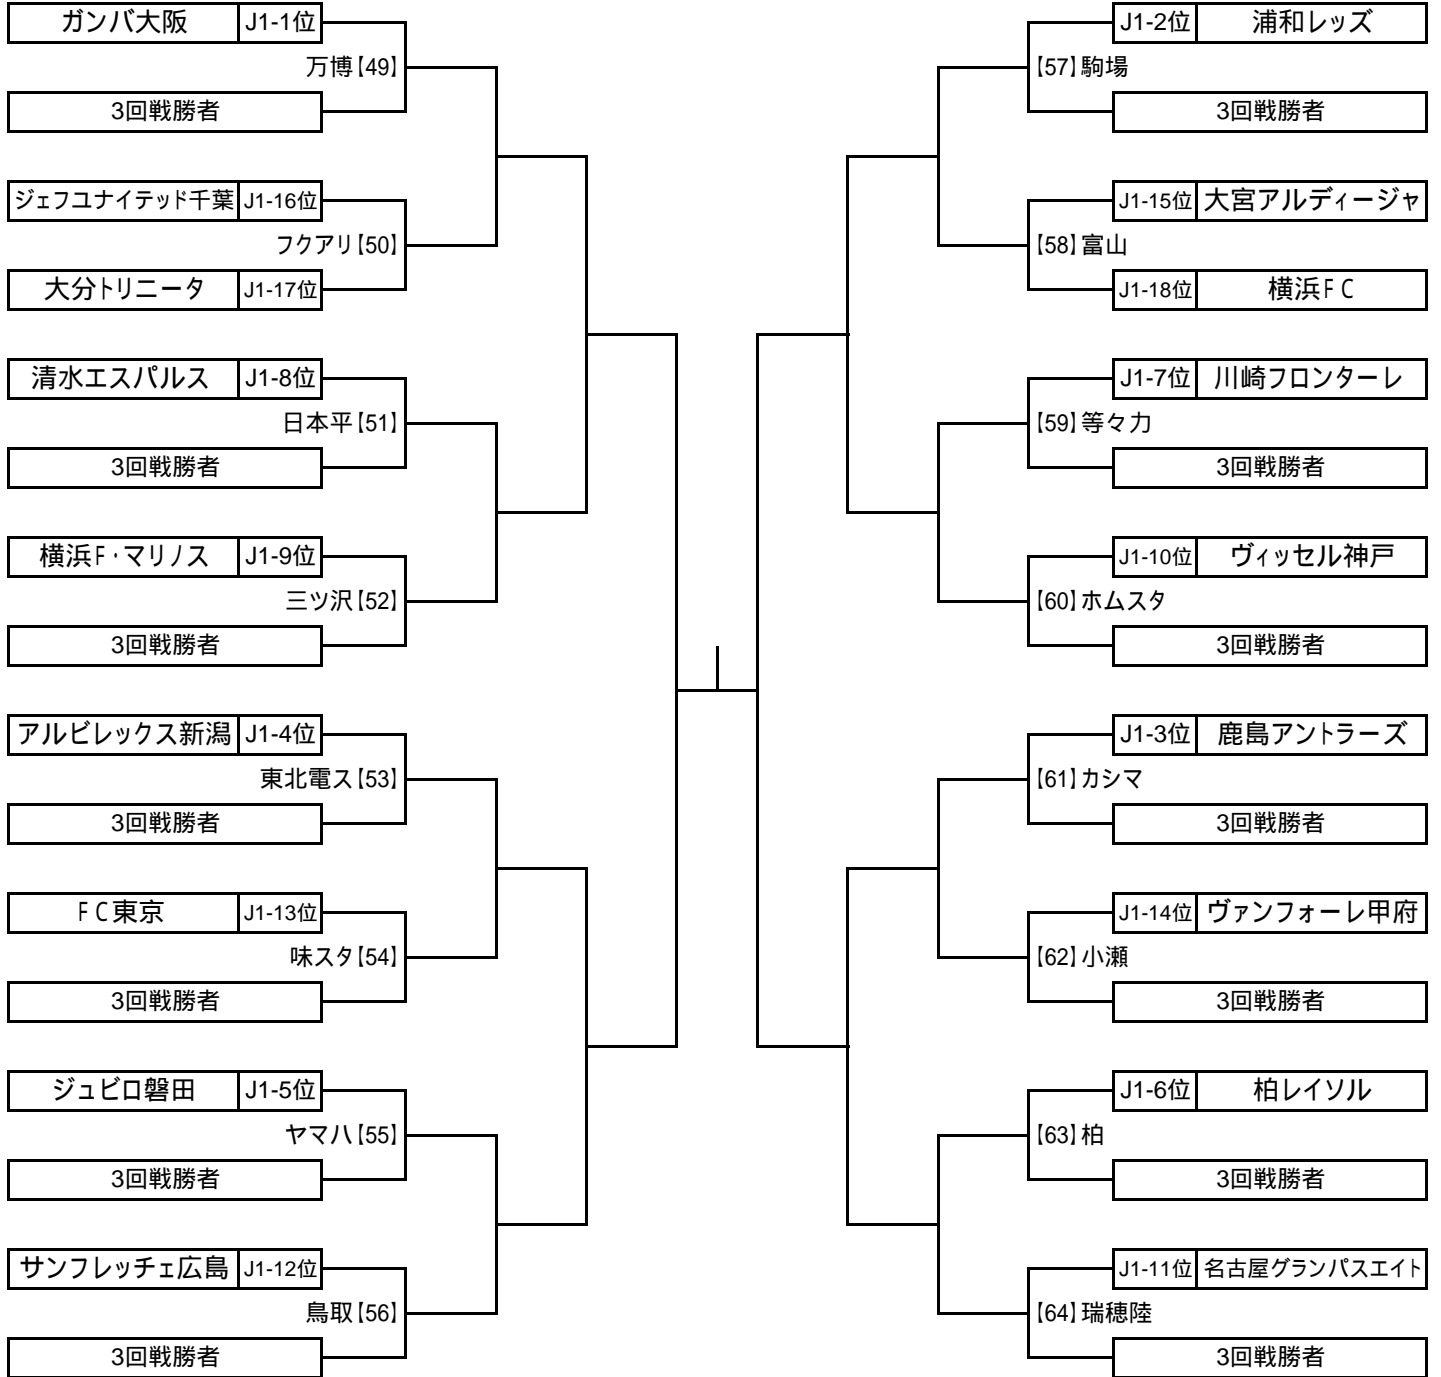 ガンバ大阪 J1-1位
万博【49】
3回戦勝者
ジェフユナイテッド千葉 J1-16位
フクアリ【50】
大分トリニータ J1-17位
清水エスパルス J1-8位
日本平【51】
3回戦勝者
横浜F・マリノス J1-9位
三ツ沢【52】
3回戦勝者
アルビレックス新潟 J1-4位
東北電ス【53】
3回戦勝者
FC東京 J1-13位
味スタ【54】
3回戦勝者
ジュビロ磐田 J1-5位
ヤマハ【55】
3回戦勝者
サンフレッチェ広島 J1-12位
鳥取【56】
3回戦勝者
J1-2位 浦和レッズ
【57】駒場
3回戦勝者
J1-15位 大宮アルディージャ
【58】富山
J1-18位 横浜FC
J1-7位 川崎フロンターレ
【59】等々力
3回戦勝者
J1-10位 ヴィッセル神戸
【60】ホムスタ
3回戦勝者
J1-3位 鹿島アントラーズ
【61】カシマ
3回戦勝者
J1-14位 ヴァンフォーレ甲府
【62】小瀬
3回戦勝者
J1-6位 柏レイソル
【63】柏
3回戦勝者
J1-11位 名古屋グランパスエイト
【64】瑞穂陸
3回戦勝者